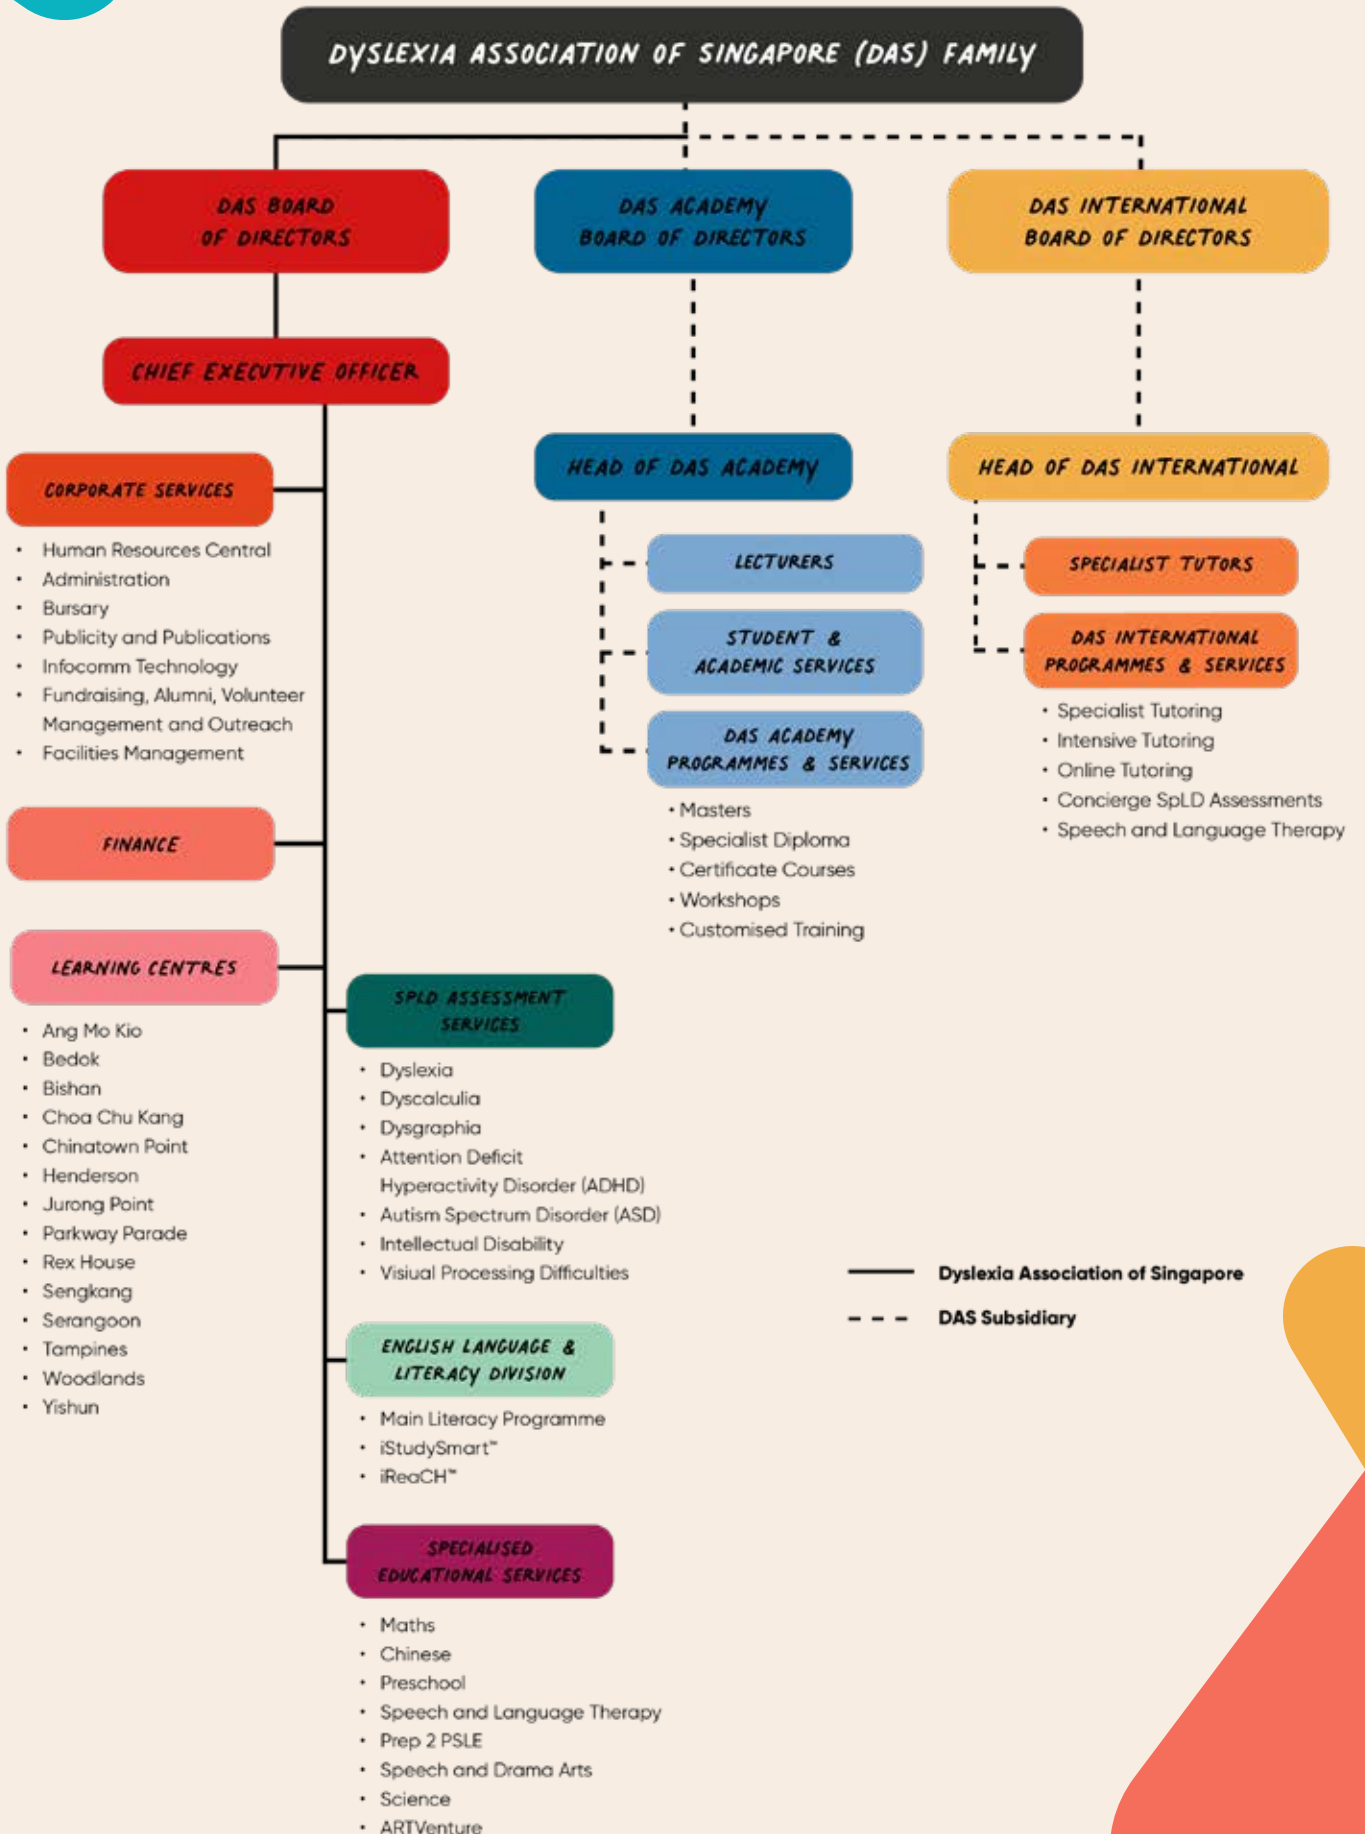 DYSLEXIA ASSOCIATION OF SINGAPORE (DAS) FAMILY
DAS BOARD
OF DIRECTORS
CHIEF EXECUTIVE OFFICER
CORPORATE SERVICES
• Human Resources Central
• Administration
• Bursary
• Publicity and Publications
• Infocomm Technology
• Fundraising, Alumni, Volunteer
Management and Outreach
• Facilities Management
FINANCE
LEARNING CENTRES
• Ang Mo Kio
• Bedok
• Bishan
• Choa Chu Kang
• Chinatown Point
• Henderson
• Jurong Point
• Parkway Parade
• Rex House
• Sengkang
• Serangoon
• Tampines
• Woodlands
• Yishun
SPLD ASSESSMENT
SERVICES
• Dyslexia
• Dyscalculia
• Dysgraphia
• Attention Deficit
Hyperactivity Disorder (ADHD)
• Autism Spectrum Disorder (ASD)
• Intellectual Disability
• Visiual Processing Difficulties
ENGLISH LANGUAGE &
LITERACY DIVISION
• Main Literacy Programme
• iStudySmart™
• iReaCH™
SPECIALISED
EDUCATIONAL SERVICES
• Maths
• Chinese
• Preschool
• Speech and Language Therapy
• Prep 2 PSLE
• Speech and Drama Arts
• Science
• ARTVenture
DAS ACADEMY
BOARD OF DIRECTORS
HEAD OF DAS ACADEMY
LECTURERS
STUDENT &
ACADEMIC SERVICES
DAS ACADEMY
PROGRAMMES & SERVICES
• Masters
• Specialist Diploma
• Certificate Courses
• Workshops
• Customised Training
DAS INTERNATIONAL
BOARD OF DIRECTORS
HEAD OF DAS INTERNATIONAL
SPECIALIST TUTORS
DAS INTERNATIONAL
PROGRAMMES & SERVICES
• Specialist Tutoring
• Intensive Tutoring
• Online Tutoring
• Concierge SpLD Assessments
• Speech and Language Therapy
Dyslexia Association of Singapore
DAS Subsidiary